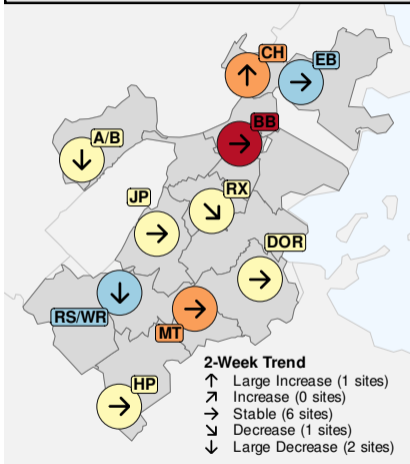 CH
EB
BB
A/B
JP
RX
DOR
RS/WR
MT
HP
2-Week Trend
↑ Large Increase (1 sites)
↗ Increase (0 sites)
→ Stable (6 sites)
↘ Decrease (1 sites)
↓ Large Decrease (2 sites)